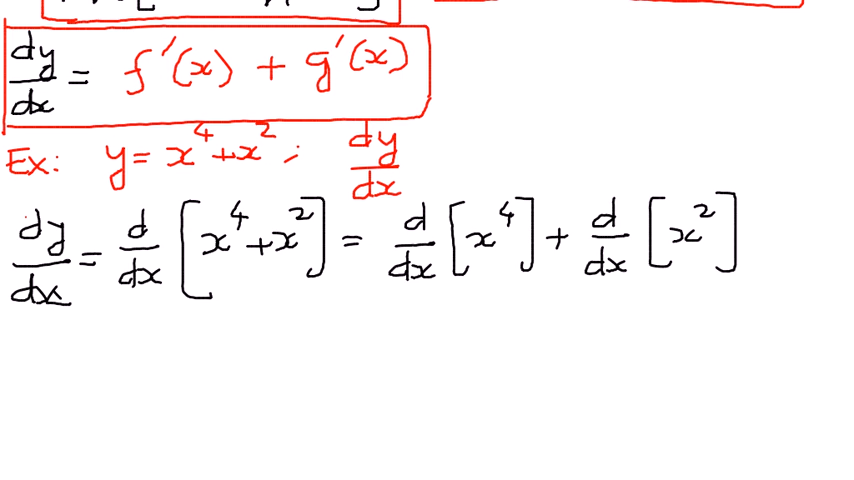 dy/dx = f'(x) + g'(x)
Ex: y = x⁴+x² ; dy/dx
dy/dx = d/dx [x⁴+x²] = d/dx [x⁴] + d/dx [x²]